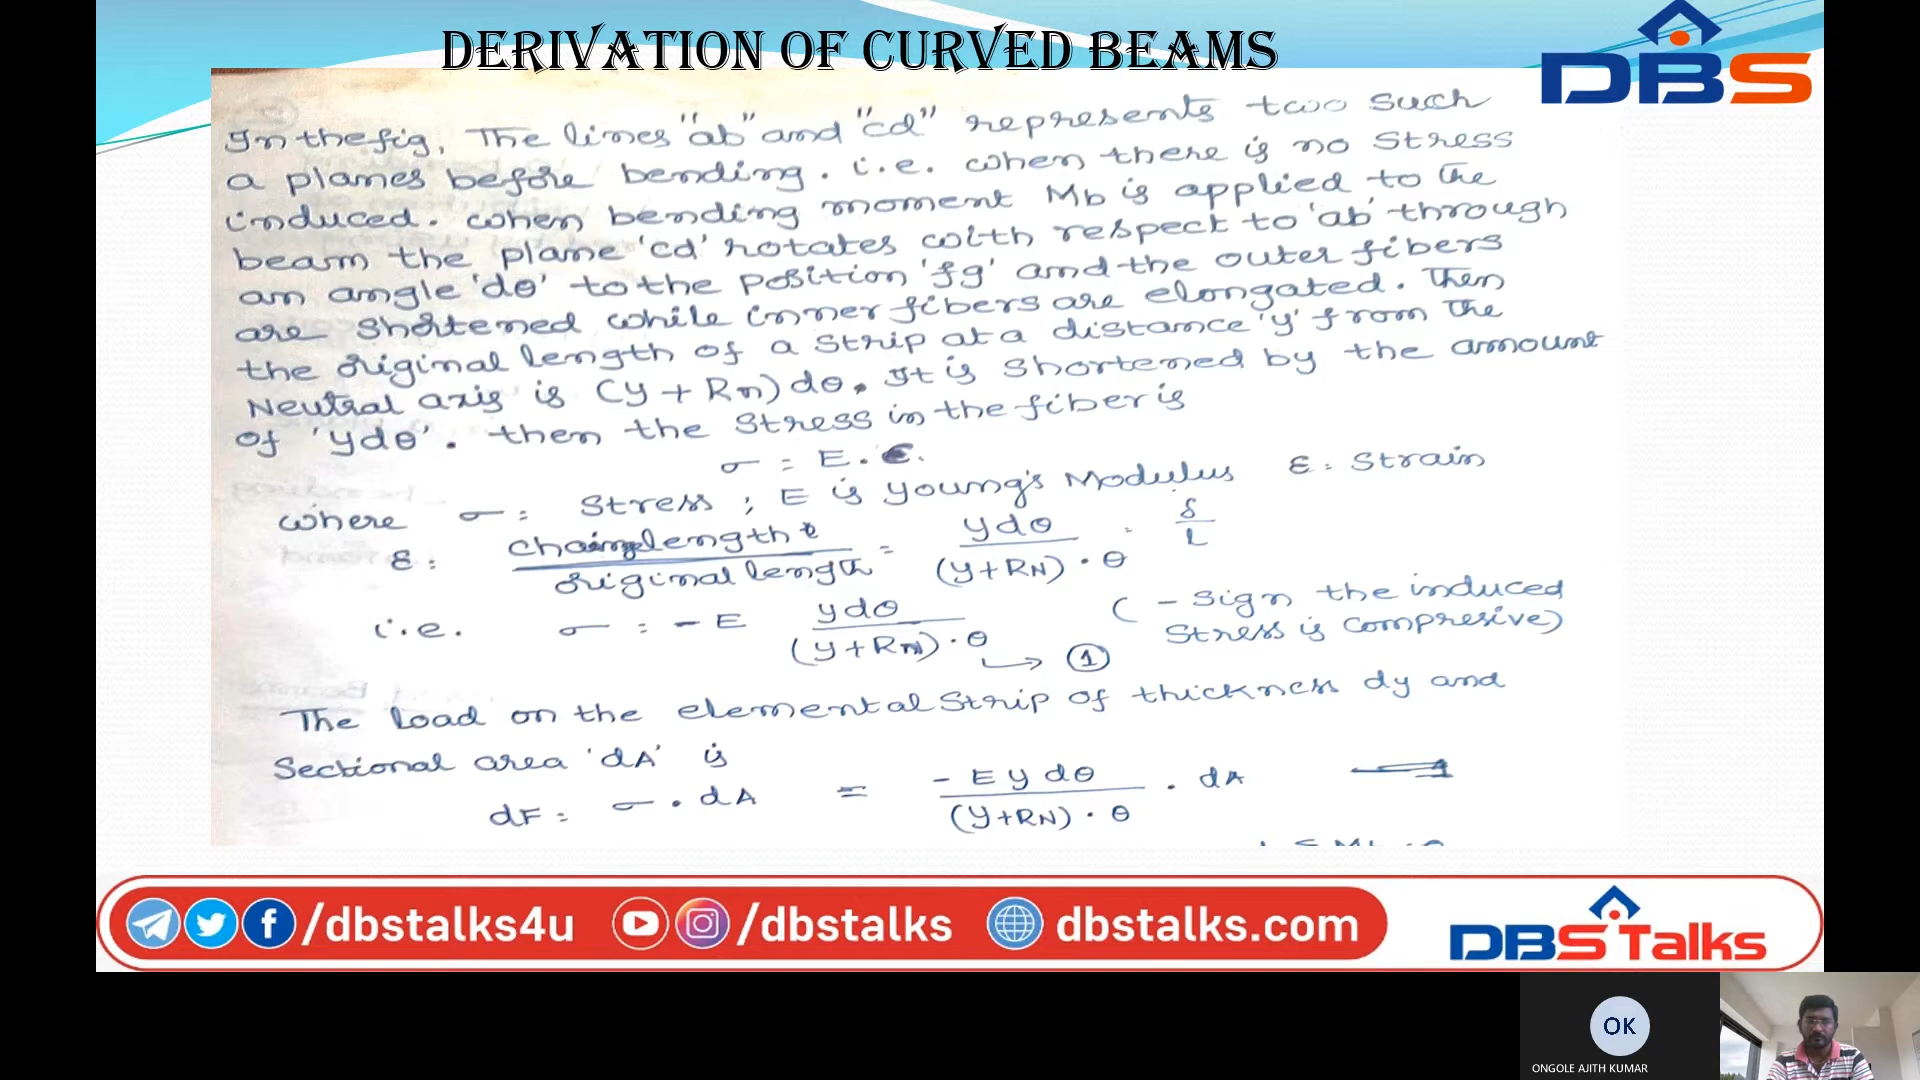 DERIVATION OF CURVED BEAMS
DBS
In the fig, The lines "ab" and "cd" represents two such
a planes before bending. i.e. when there is no stress
induced. when bending moment Mb is applied to the
beam the plane 'cd' rotates with respect to 'ab' through
an angle 'dθ' to the position 'fg' and the outer fibers
are shortened while inner fibers are elongated. Then
the original length of a strip at a distance 'y' from the
Neutral axis is (y + Rn) dθ. It is shortened by the amount
of 'ydθ'. then the stress in the fiber is
σ = E . ε.
where σ = Stress ; E is young's Modulus ε = Strain
ε = length / original length = ydθ / (y+RN) . θ = δ / L
i.e. σ = - E ydθ / (y+Rn) . θ → ① ( - sign the induced
stress is compresive)
The load on the elemental strip of thickness dy and
Sectional area 'dA' is
dF = σ . dA = - E y dθ / (y+RN) . θ . dA
/dbstalks4u /dbstalks dbstalks.com DBS Talks
OK
ONGOLE AJITH KUMAR